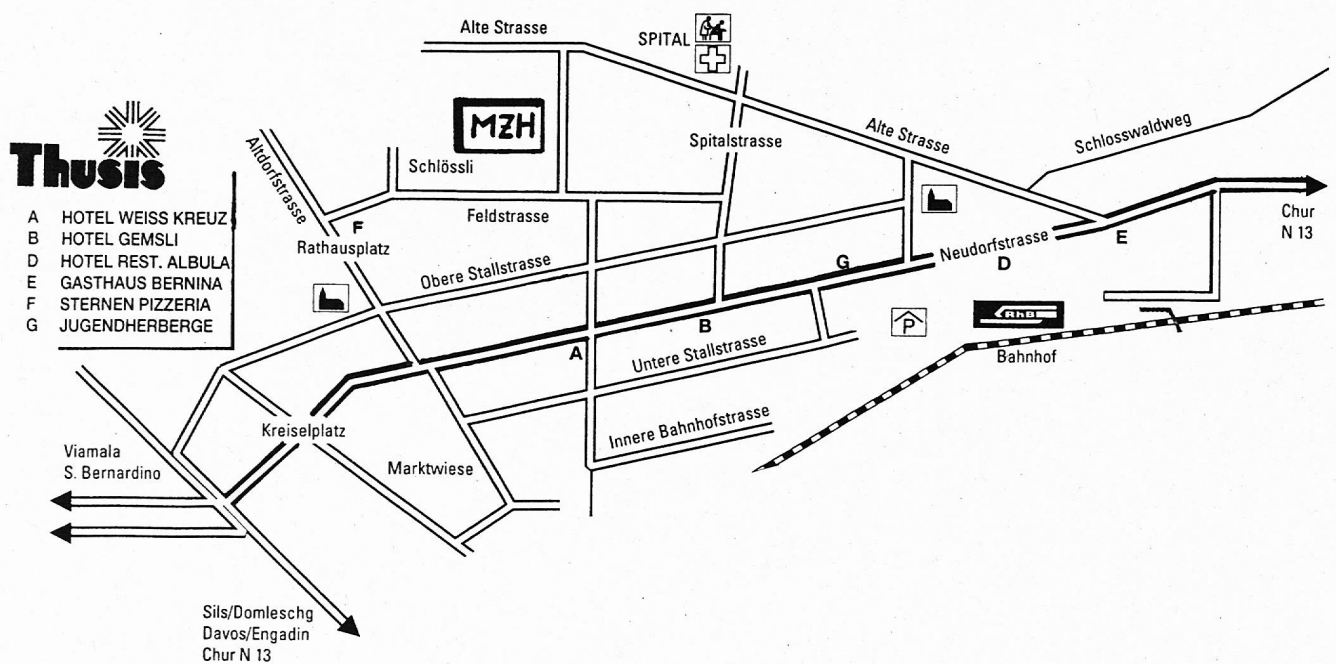 Thusis
A HOTEL WEISS KREUZ
B HOTEL GEMSLI
D HOTEL REST. ALBULA
E GASTHAUS BERNINA
F STERNEN PIZZERIA
G JUGENDHERBERGE
Alte Strasse
SPITAL
MZH
Altdorfstrasse
Schlössli
Spitalstrasse
Alte Strasse
Schlosswaldweg
Feldstrasse
F
Rathausplatz
Obere Stallstrasse
G
Neudorfstrasse
D
E
Chur
N 13
A
B
Untere Stallstrasse
P
RhB
Bahnhof
Innere Bahnhofstrasse
Kreiselplatz
Marktwiese
Viamala
S. Bernardino
Sils/Domleschg
Davos/Engadin
Chur N 13